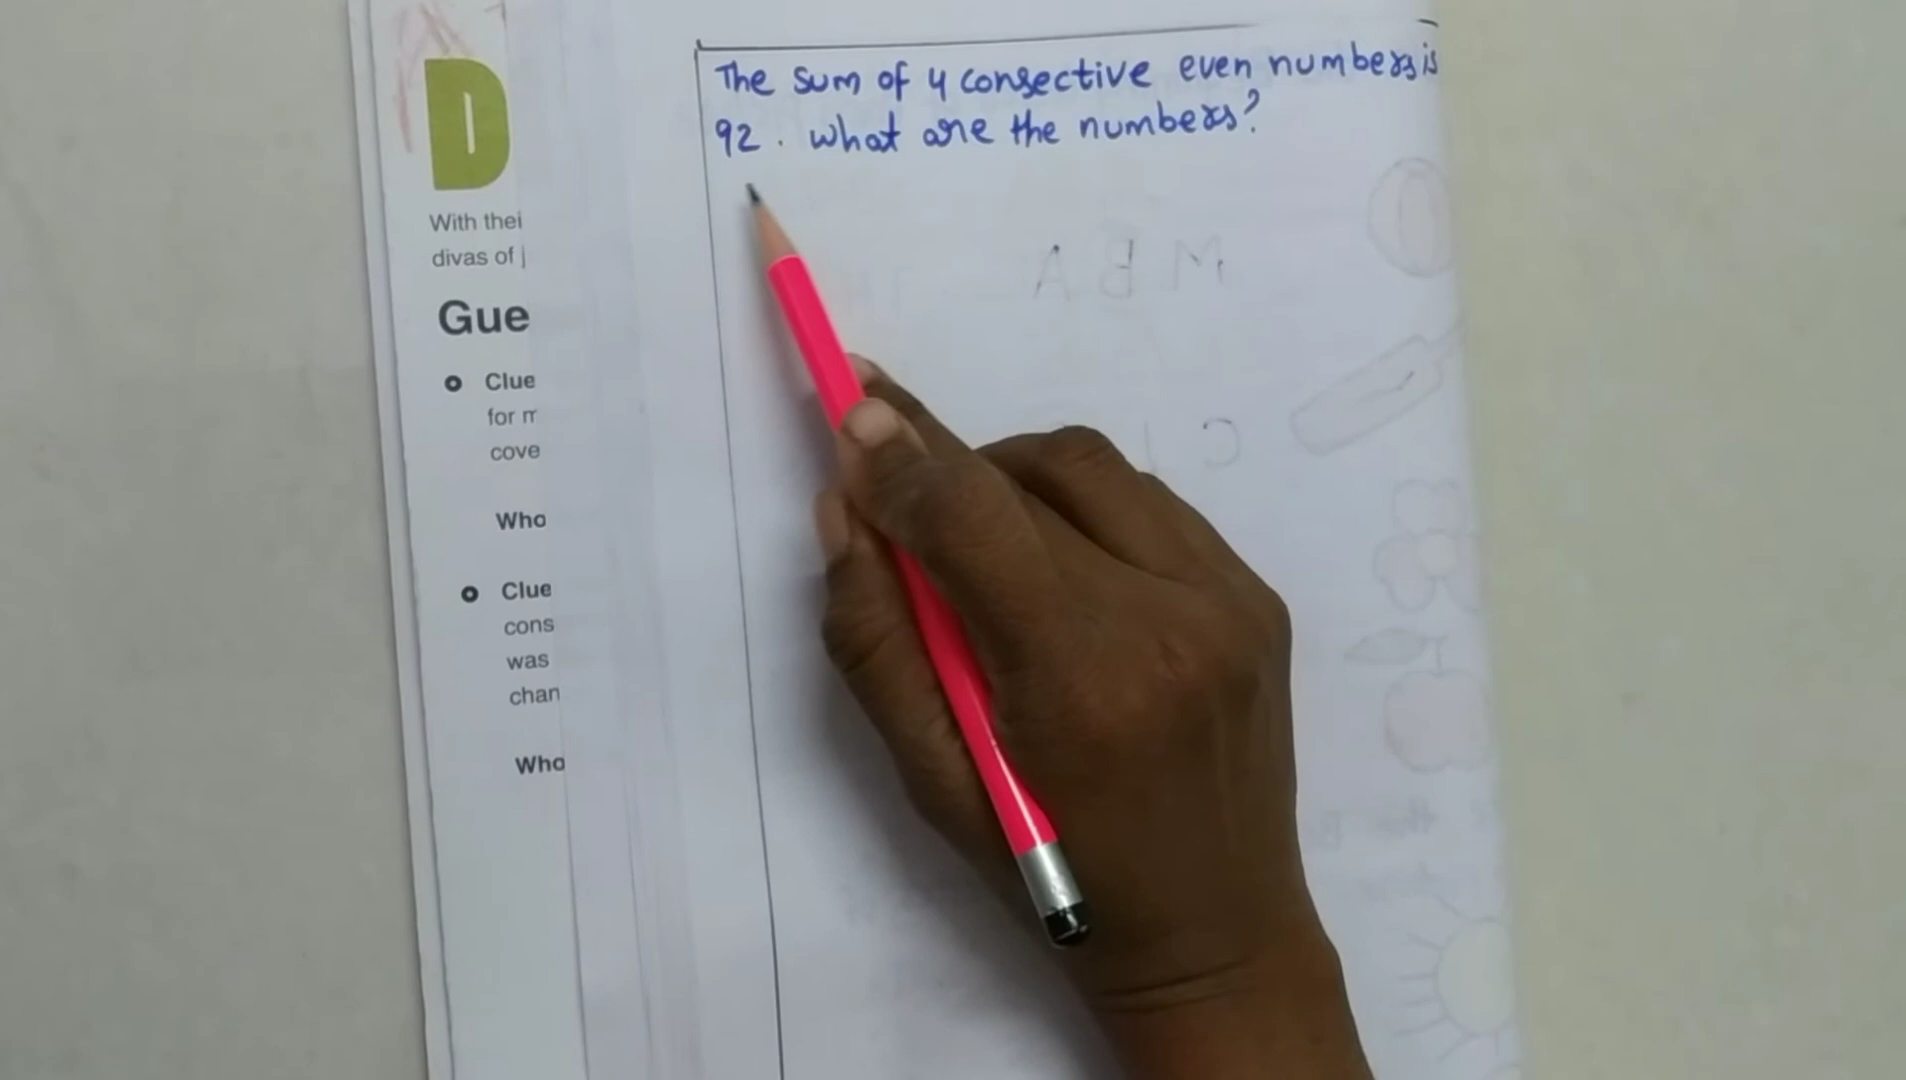 D
With thei
divas of j
Gue
Clue
for m
cove
Who
Clue
cons
was
chan
Who
The sum of 4 consective even numbers is
92. What are the numbers?